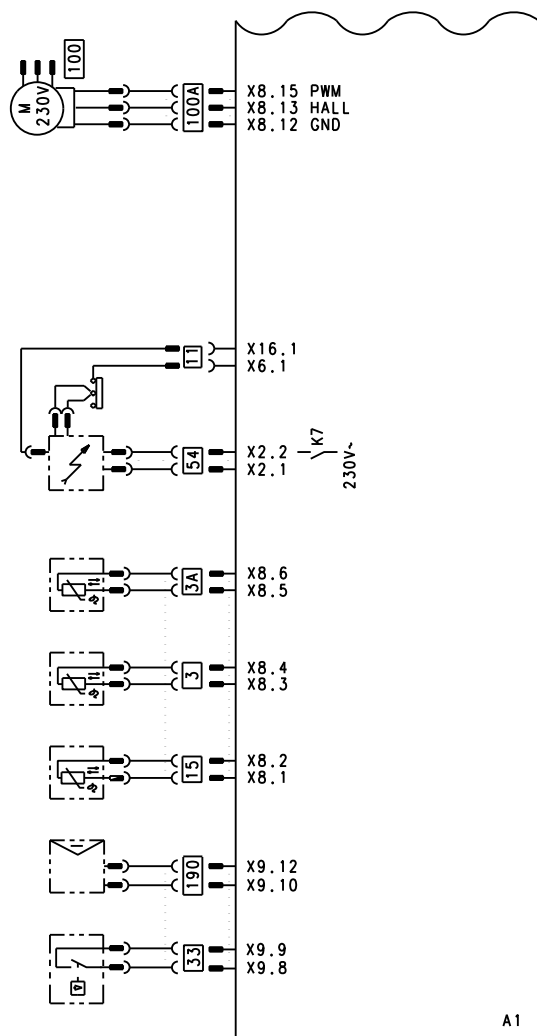 100
M 230V
100A
X8.15 PWM
X8.13 HALL
X8.12 GND
11
X16.1
X6.1
54
X2.2
X2.1
K7
230V~
3A
X8.6
X8.5
3
X8.4
X8.3
15
X8.2
X8.1
190
X9.12
X9.10
33
X9.9
X9.8
A1